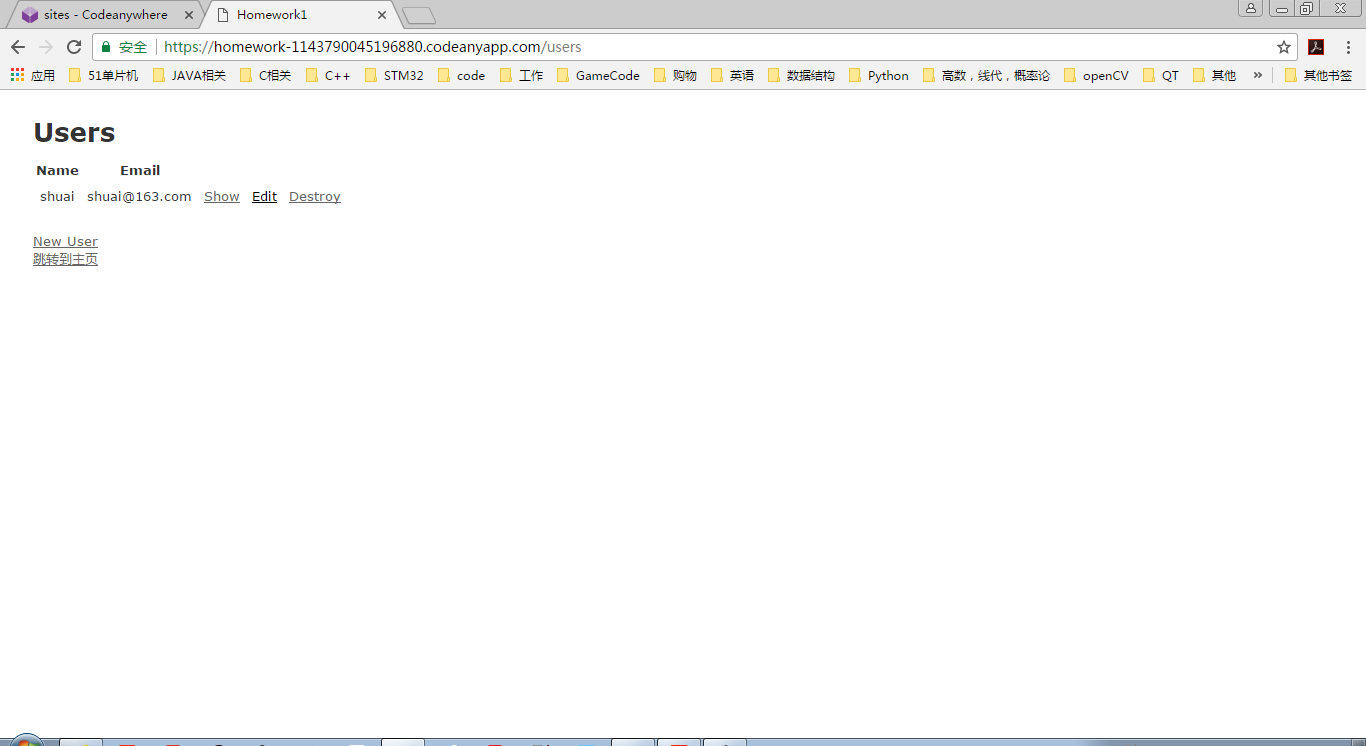 sites - Codeanywhere
Homework1
安全 https://homework-1143790045196880.codeanyapp.com/users
应用 51单片机 JAVA相关 C相关 C++ STM32 code 工作 GameCode 购物 英语 数据结构 Python 高数，线代，概率论 openCV QT 其他 » 其他书签
Users
Name Email
shuai shuai@163.com Show Edit Destroy
New User
跳转到主页